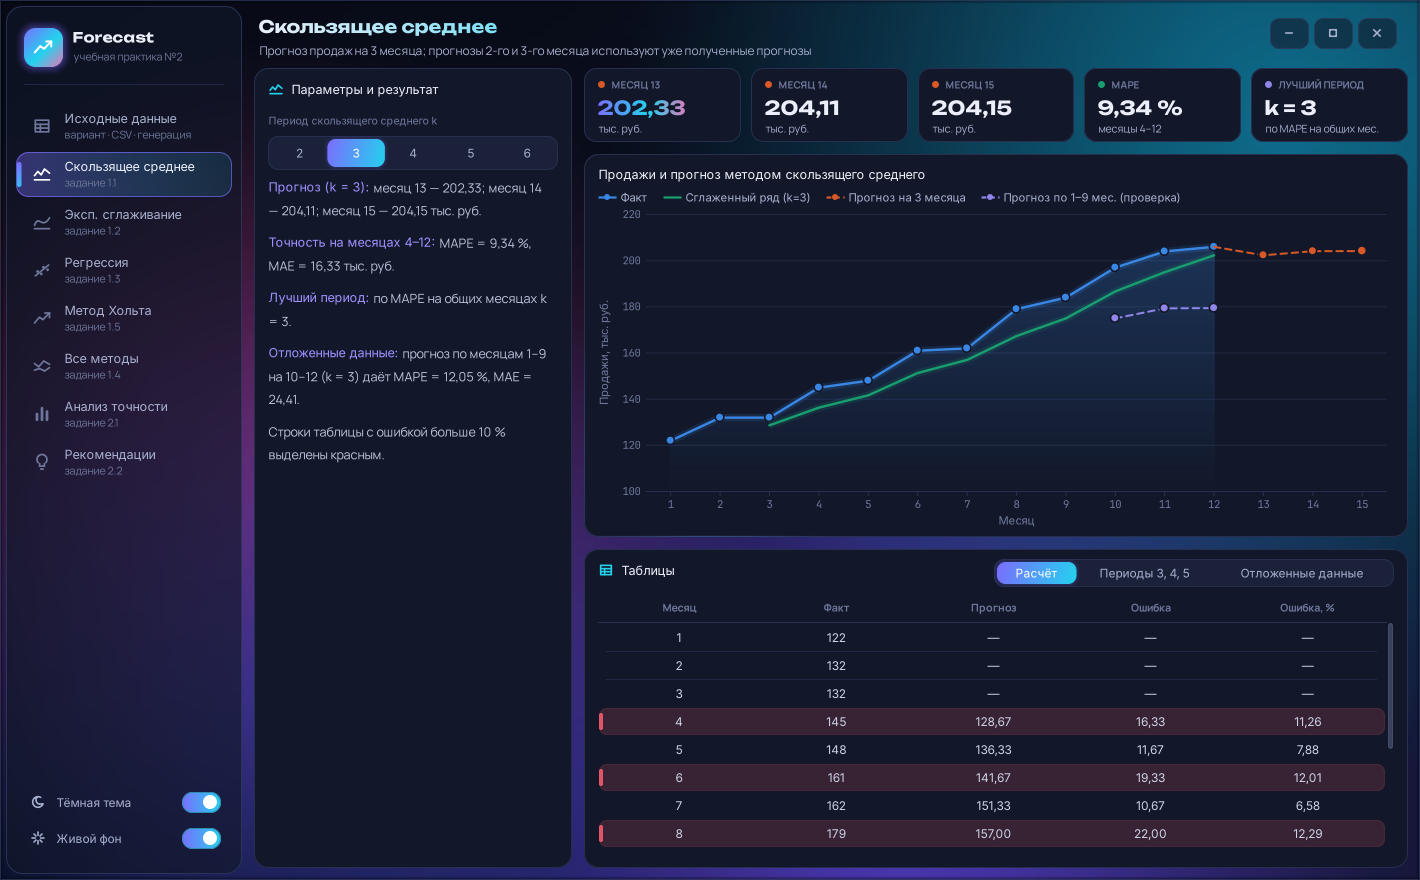 Forecast
учебная практика №2
Исходные данные
вариант · CSV · генерация
Скользящее среднее
задание 1.1
Эксп. сглаживание
задание 1.2
Регрессия
задание 1.3
Метод Хольта
задание 1.5
Все методы
задание 1.4
Анализ точности
задание 2.1
Рекомендации
задание 2.2
Тёмная тема
Живой фон
Скользящее среднее
Прогноз продаж на 3 месяца; прогнозы 2-го и 3-го месяца используют уже полученные прогнозы
Параметры и результат
Период скользящего среднего k
2 3 4 5 6
Прогноз (k = 3): месяц 13 — 202,33; месяц 14
— 204,11; месяц 15 — 204,15 тыс. руб.
Точность на месяцах 4–12: MAPE = 9,34 %,
MAE = 16,33 тыс. руб.
Лучший период: по MAPE на общих месяцах k
= 3.
Отложенные данные: прогноз по месяцам 1–9
на 10–12 (k = 3) даёт MAPE = 12,05 %, MAE =
24,41.
Строки таблицы с ошибкой больше 10 %
выделены красным.
МЕСЯЦ 13
202,33
тыс. руб.
МЕСЯЦ 14
204,11
тыс. руб.
МЕСЯЦ 15
204,15
тыс. руб.
MAPE
9,34 %
месяцы 4–12
ЛУЧШИЙ ПЕРИОД
k = 3
по MAPE на общих мес.
Продажи и прогноз методом скользящего среднего
Факт Сглаженный ряд (k=3) Прогноз на 3 месяца Прогноз по 1–9 мес. (проверка)
220
200
180
160
140
120
100
Продажи, тыс. руб.
1 2 3 4 5 6 7 8 9 10 11 12 13 14 15
Месяц
Таблицы
Расчёт Периоды 3, 4, 5 Отложенные данные
Месяц Факт Прогноз Ошибка Ошибка, %
1 122 — — —
2 132 — — —
3 132 — — —
4 145 128,67 16,33 11,26
5 148 136,33 11,67 7,88
6 161 141,67 19,33 12,01
7 162 151,33 10,67 6,58
8 179 157,00 22,00 12,29